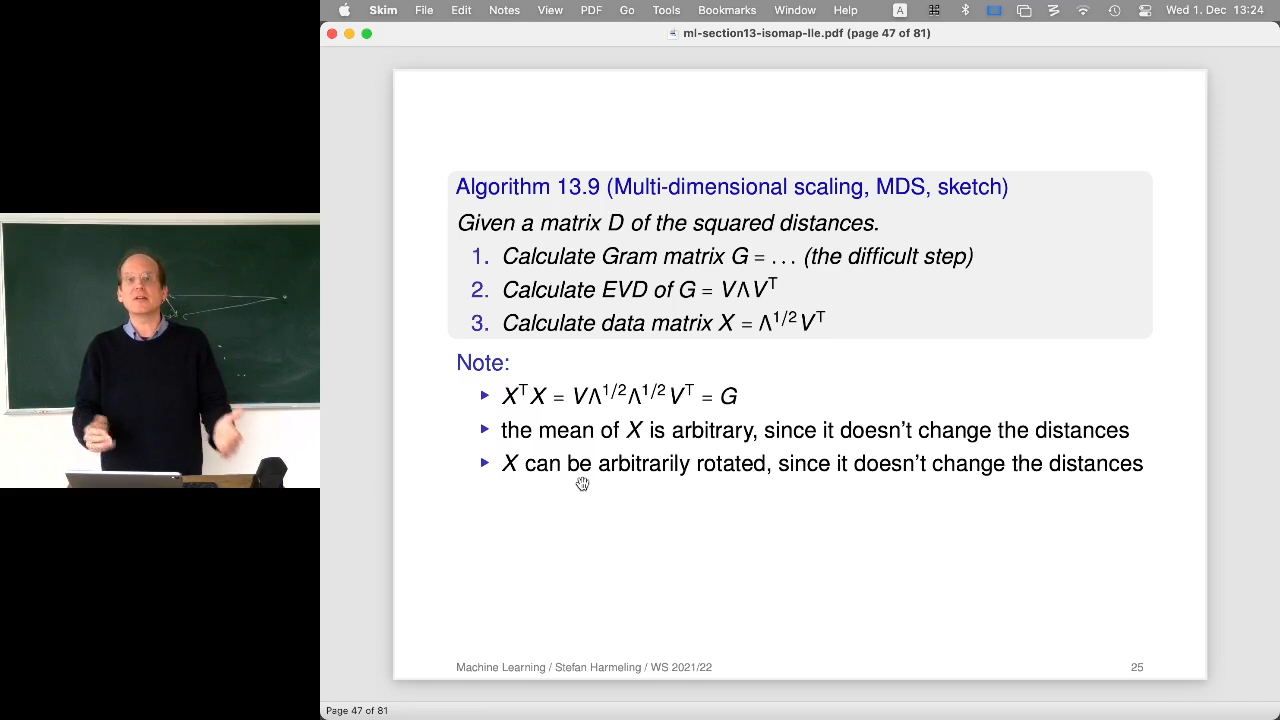 Skim File Edit Notes View PDF Go Tools Bookmarks Window Help A Wed 1. Dec 13:24
ml-section13-isomap-lle.pdf (page 47 of 81)
Algorithm 13.9 (Multi-dimensional scaling, MDS, sketch)
Given a matrix D of the squared distances.
1. Calculate Gram matrix G = ... (the difficult step)
2. Calculate EVD of G = VΛVᵀ
3. Calculate data matrix X = Λ^{1/2}Vᵀ
Note:
▸ XᵀX = VΛ^{1/2}Λ^{1/2}Vᵀ = G
▸ the mean of X is arbitrary, since it doesn't change the distances
▸ X can be arbitrarily rotated, since it doesn't change the distances
Machine Learning / Stefan Harmeling / WS 2021/22 25
Page 47 of 81